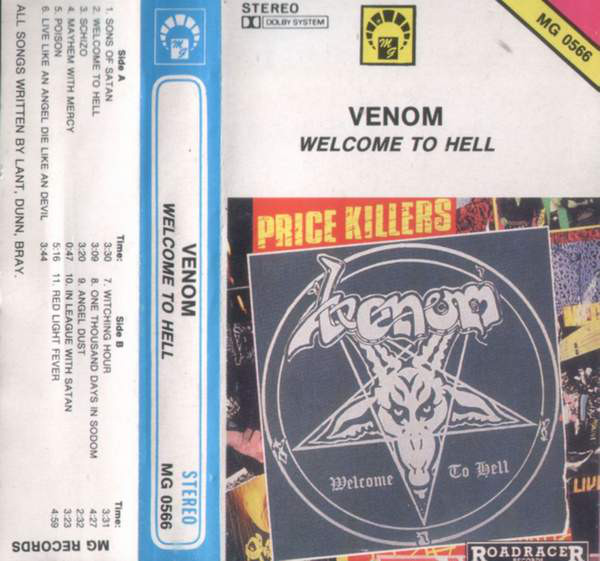 Side A Time: Side B Time:
1. SONS OF SATAN 3:30 7. WITCHING HOUR 3:31
2. WELCOME TO HELL 3:09 8. ONE THOUSAND DAYS IN SODOM 4:27
3. SCHIZO 3:20 9. ANGEL DUST 2:32
4. MAYHEM WITH MERCY 0:47 10. IN LEAGUE WITH SATAN 3:23
5. POISON 5:16 11. RED LIGHT FEVER 4:59
6. LIVE LIKE AN ANGEL DIE LIKE AN DEVIL 3:44
ALL SONGS WRITTEN BY LANT, DUNN, BRAY.
MG RECORDS
MG
VENOM
WELCOME TO HELL
STEREO
MG 0566
STEREO
DOLBY SYSTEM
MG
MG 0566
VENOM
WELCOME TO HELL
PRICE KILLERS
Venom
Welcome To Hell
LIVE
ROADRACER
RECORDS